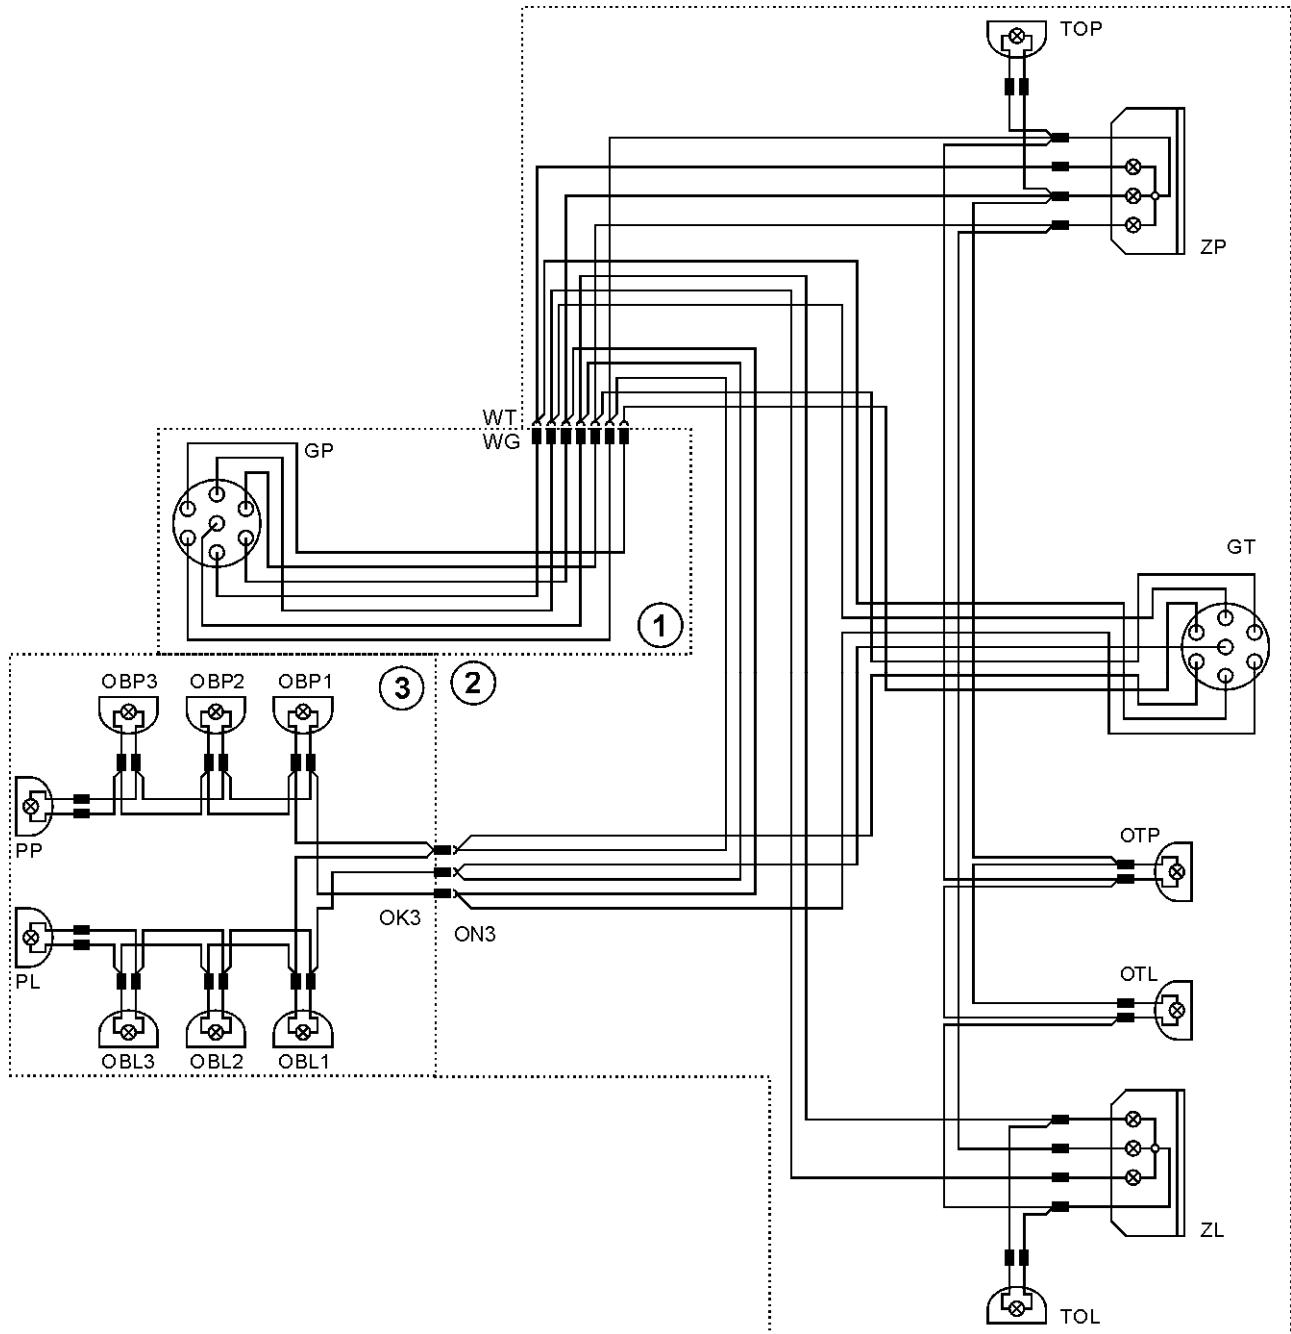 TOP
ZP
WT
WG
GP
GT
1
OBP3 OBP2 OBP1
3
2
PP
OTP
OK3
ON3
PL
OTL
OBL3 OBL2 OBL1
ZL
TOL